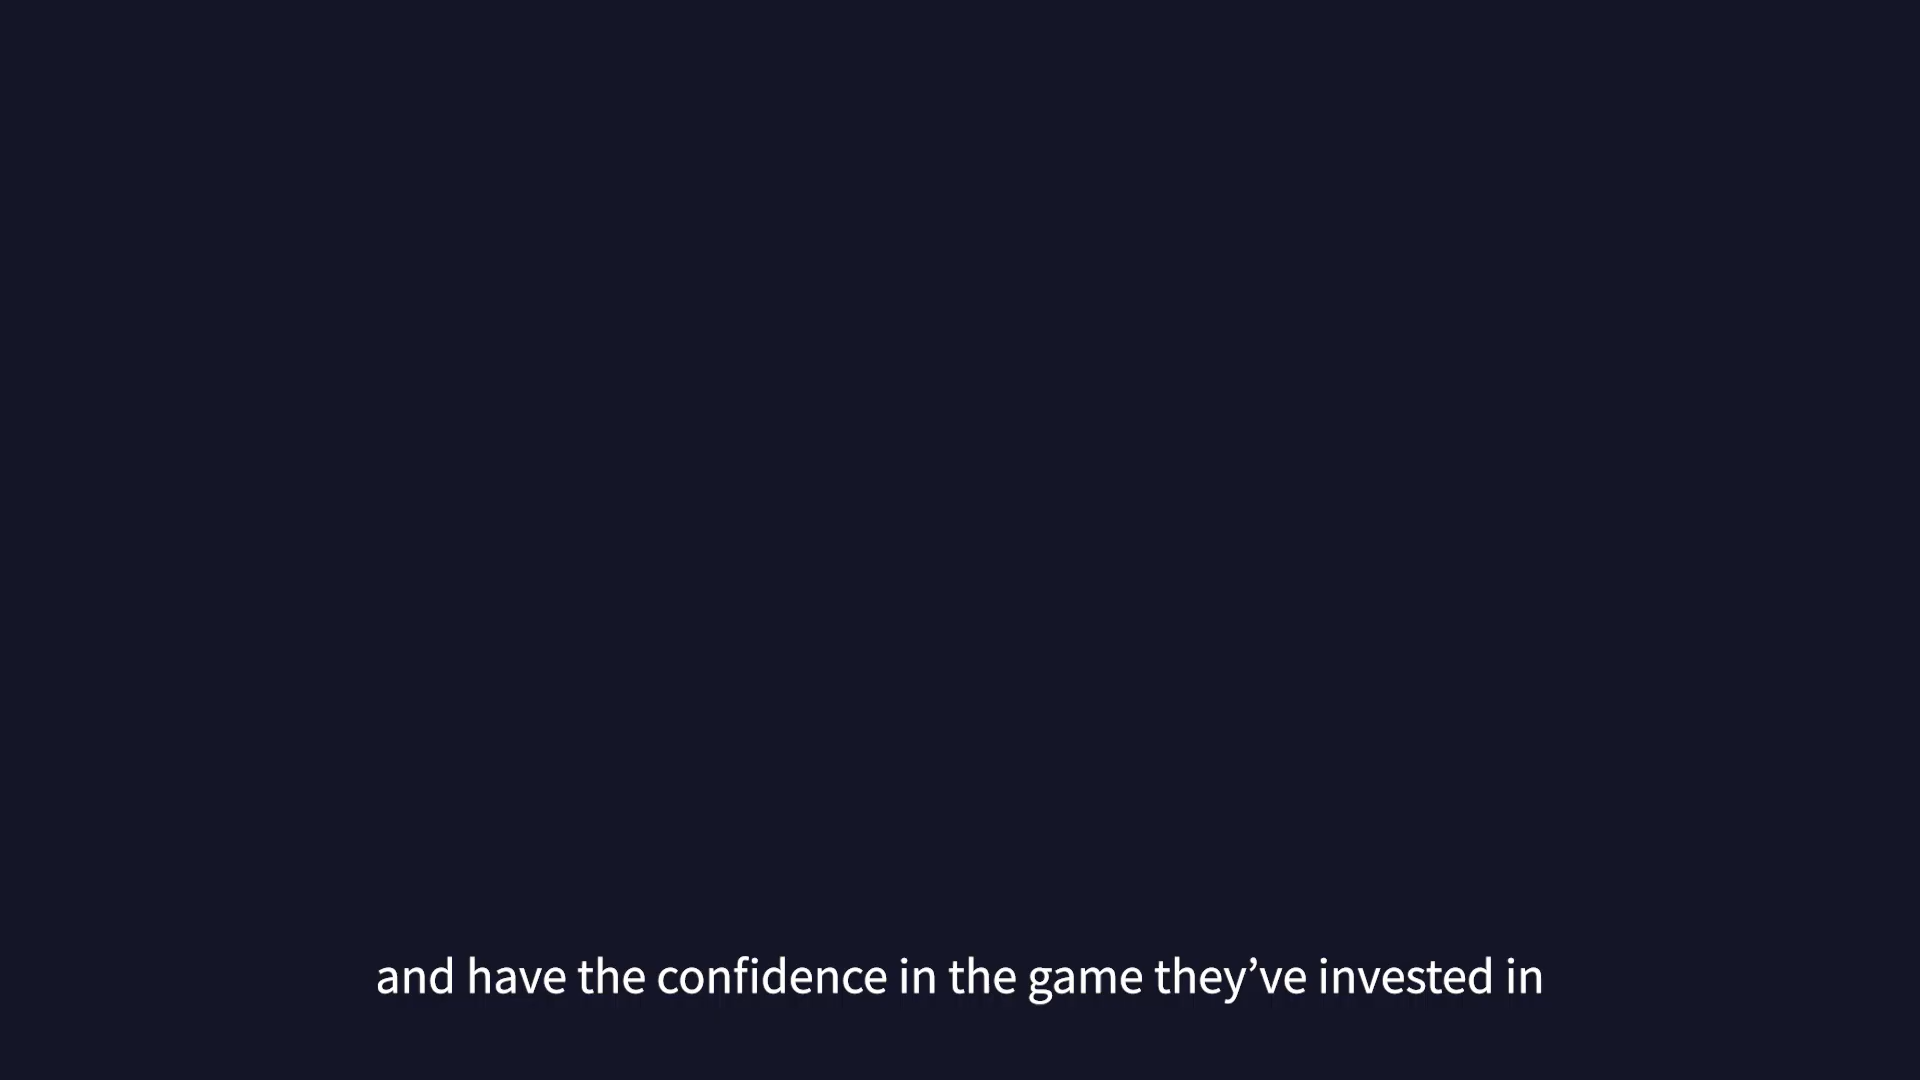 and have the confidence in the game they’ve invested in